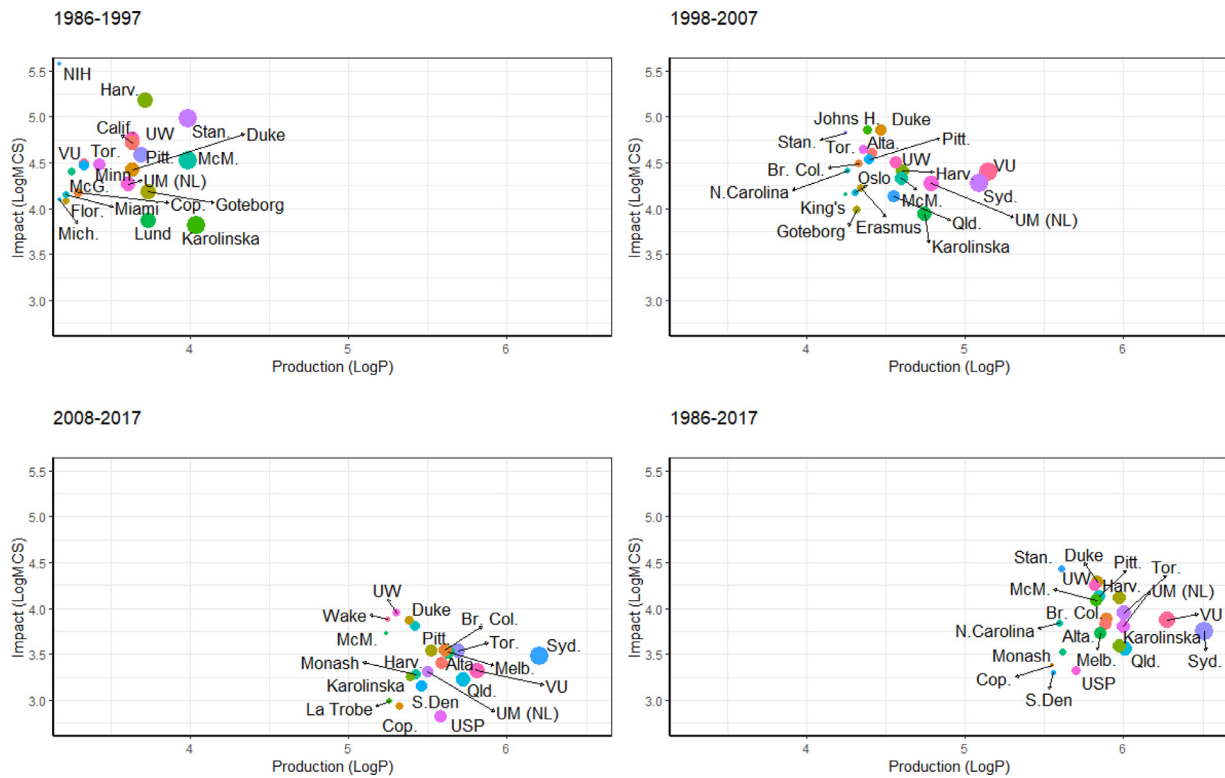 1986-1997
5.5
5.0
4.5
4.0
3.5
3.0
Impact (LogMCS)
NIH
Harv.
Calif.
UW
Stan.
Duke
VU
Tor.
Pitt.
McM.
Minn.
McG.
UM (NL)
Flor.
Miami
Cop.
Goteborg
Mich.
Lund
Karolinska
4
5
6
Production (LogP)
1998-2007
5.5
5.0
4.5
4.0
3.5
3.0
Impact (LogMCS)
Johns H.
Duke
Stan.
Pitt.
Tor.
Alta.
Br. Col.
UW
VU
Harv.
Oslo
N.Carolina
McM.
Syd.
King's
Qld.
UM (NL)
Goteborg
Erasmus
Karolinska
4
5
6
Production (LogP)
2008-2017
5.5
5.0
4.5
4.0
3.5
3.0
Impact (LogMCS)
UW
Wake
Duke
Br. Col.
McM.
Pitt.
Tor.
Syd.
Monash
Harv.
Alta.
Melb.
Karolinska
Qld.
VU
La Trobe
S.Den
UM (NL)
Cop.
USP
4
5
6
Production (LogP)
1986-2017
5.5
5.0
4.5
4.0
3.5
3.0
Impact (LogMCS)
Stan.
Duke
Pitt.
Tor.
UW
McM.
Harv.
UM (NL)
Br. Col.
VU
N.Carolina
Alta.
Karolinska
Monash
Melb.
Qld.
Syd.
Cop.
USP
S.Den
4
5
6
Production (LogP)